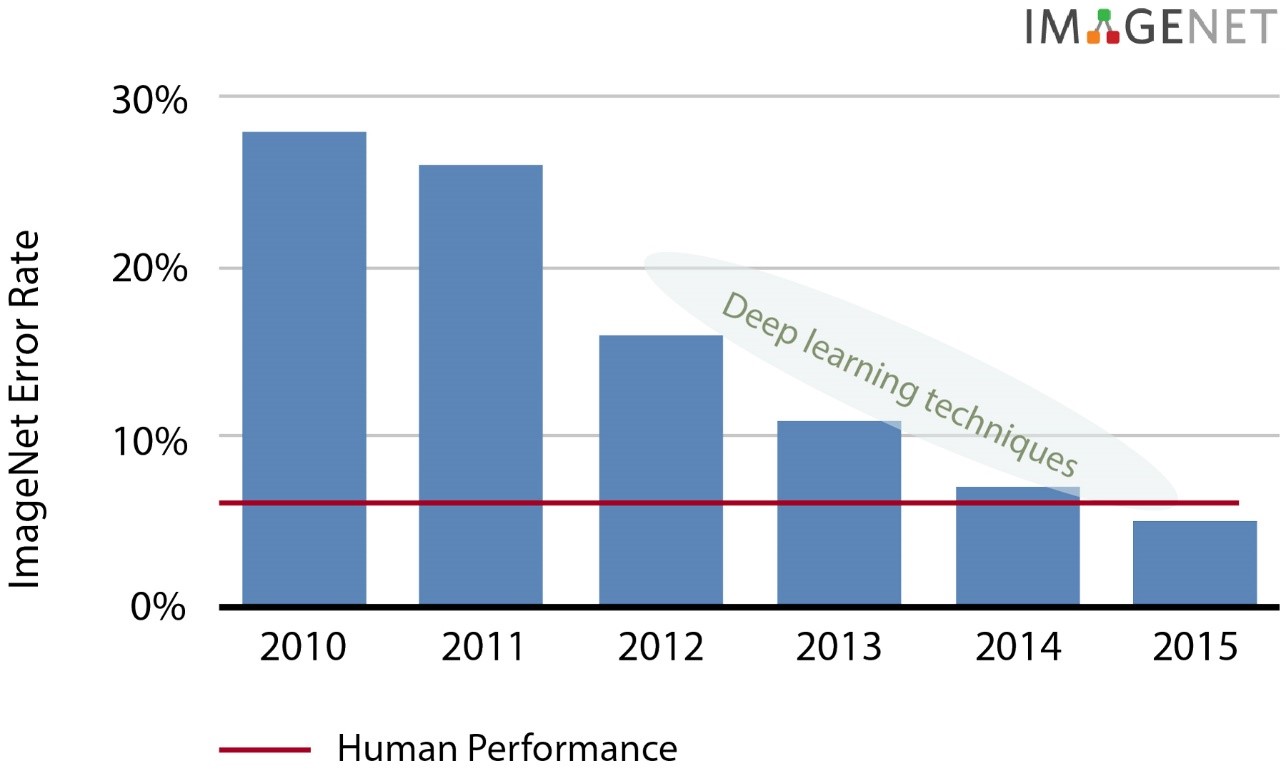 IMAGENET
30%
20%
10%
0%
ImageNet Error Rate
Deep learning techniques
2010 2011 2012 2013 2014 2015
Human Performance